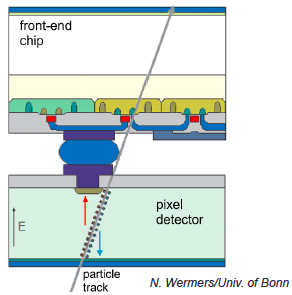 front-end
chip
E
pixel
detector
particle
track
N. Wermers/Univ. of Bonn